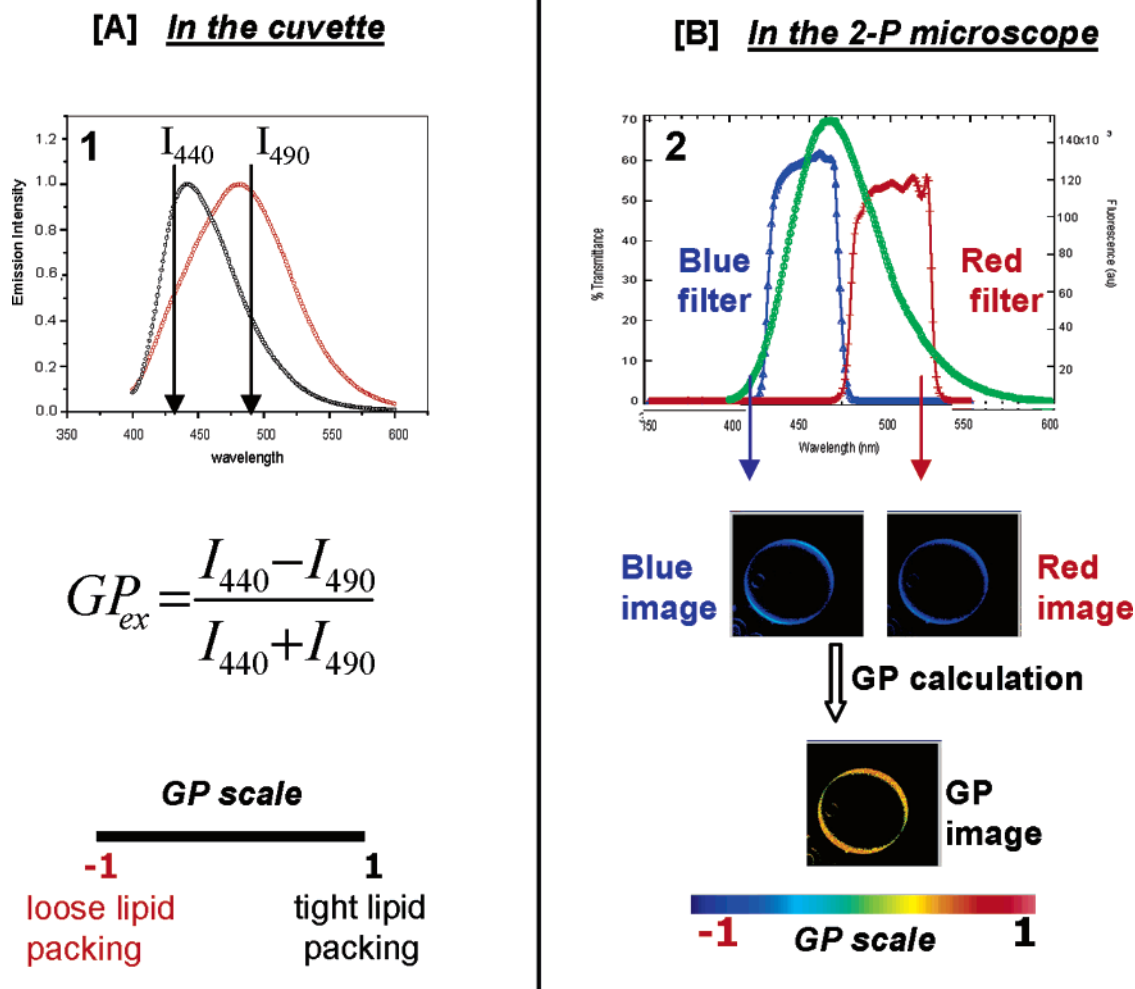 [A] In the cuvette
1
I440
I490
1.2
1.0
0.8
0.6
0.4
0.2
0.0
Emission Intensity
350 400 450 500 550 600
wavelength
GPex = I440 − I490
I440 + I490
GP scale
-1 1
loose lipid
packing
tight lipid
packing
[B] In the 2-P microscope
2
70
60
50
40
30
20
10
0
% Transmittance
140x10 3
120
100
80
60
40
20
Fluorescence (au)
Blue
filter
Red
filter
400 450 500 550 600
Wavelength (nm)
Blue
image
Red
image
GP calculation
GP
image
-1 GP scale 1